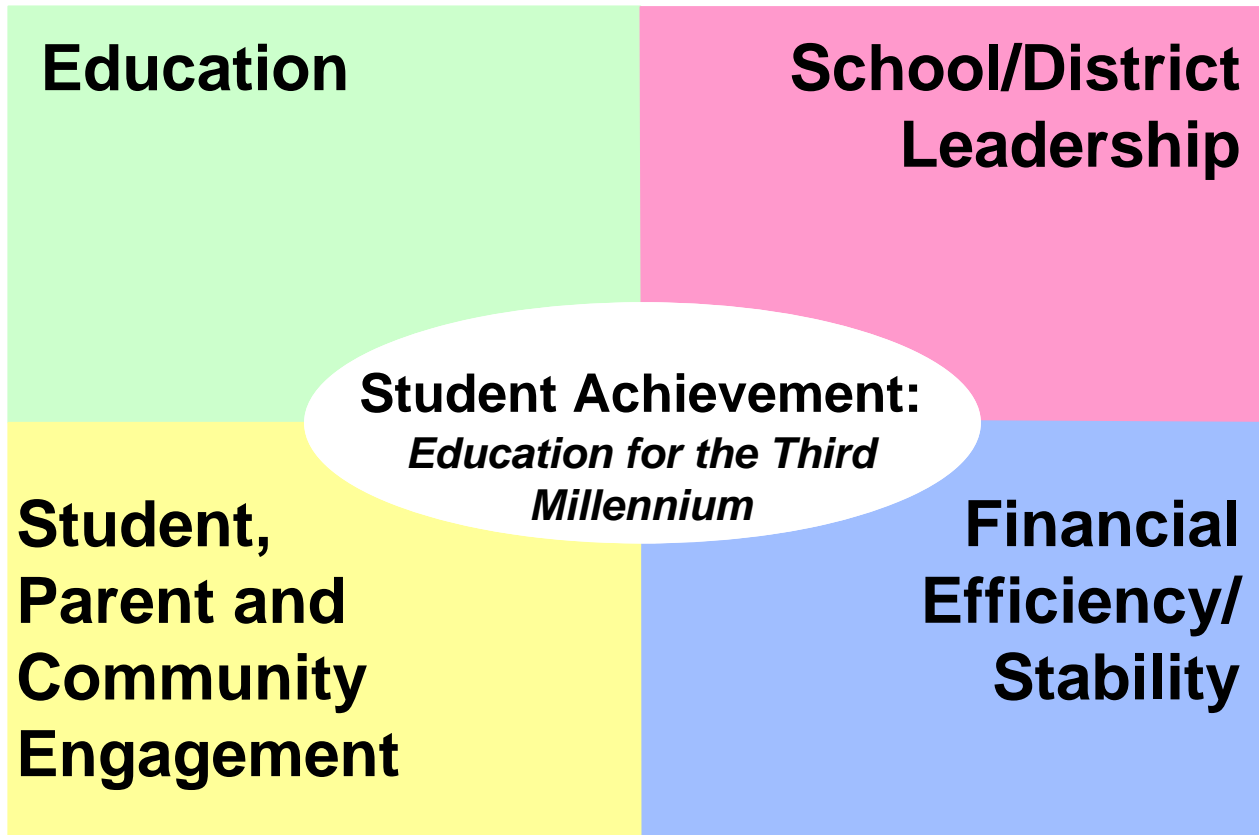 Education
School/District
Leadership
Student Achievement:
Education for the Third
Millennium
Student,
Parent and
Community
Engagement
Financial
Efficiency/
Stability